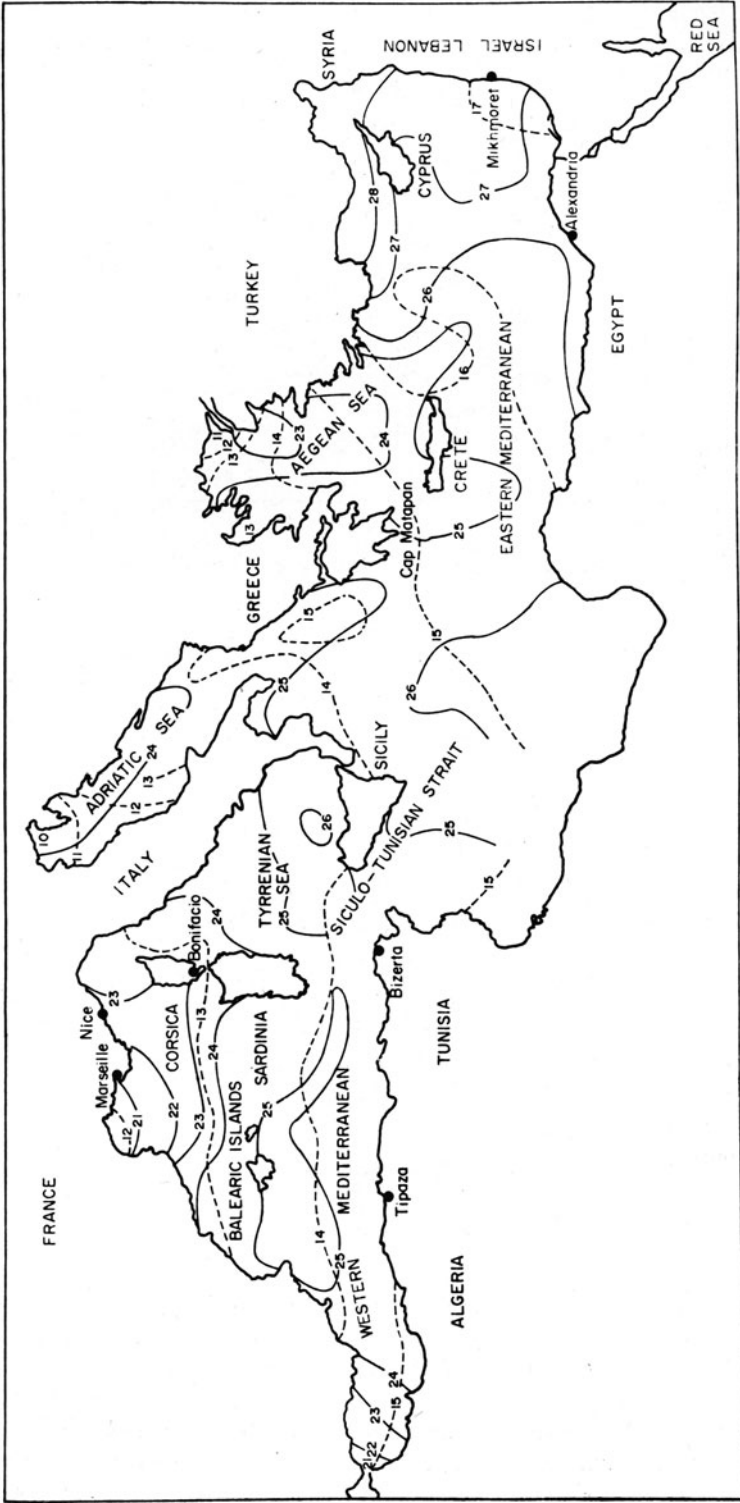 FRANCE
Marseille
Nice
12
21
22
23
23
CORSICA
Bonifacio
13
24
24
BALEARIC ISLANDS
SARDINIA
25
14
25
WESTERN
MEDITERRANEAN
24
15
23
22
21
Tipaza
ALGERIA
Bizerta
TUNISIA
ITALY
TYRRENIAN
SEA
25
26
SICILY
SICULO-TUNISIAN STRAIT
25
15
ADRIATIC SEA
10
11
24
13
12
25
15
14
26
15
GREECE
13
Cap Matapan
25
11
12
13
14
23
24
AEGEAN SEA
CRETE
EASTERN MEDITERRANEAN
16
26
TURKEY
28
27
CYPRUS
27
17
SYRIA
ISRAEL LEBANON
Mikhmoret
Alexandria
EGYPT
RED
SEA